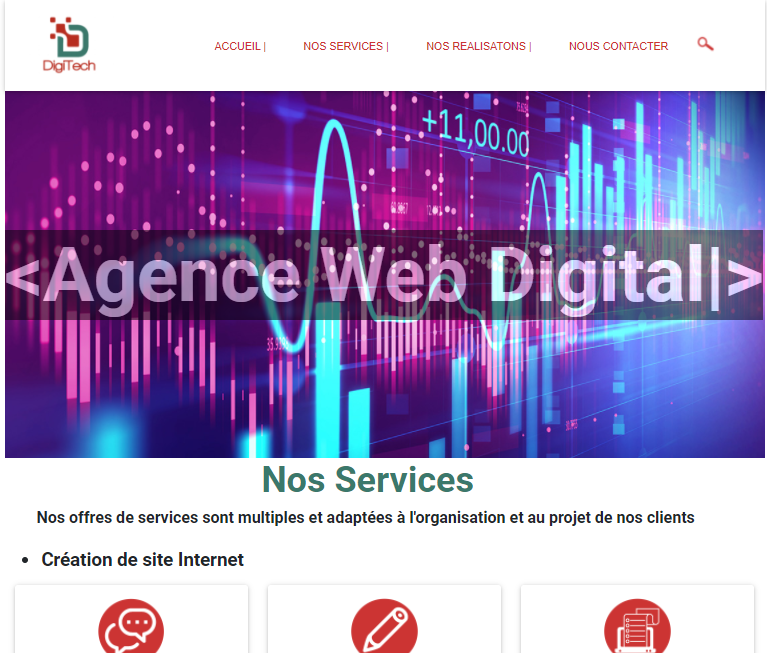 DigiTech
ACCUEIL | NOS SERVICES | NOS REALISATONS | NOUS CONTACTER
+11,00.00
<Agence Web Digital|>
Nos Services
Nos offres de services sont multiples et adaptées à l'organisation et au projet de nos clients
• Création de site Internet